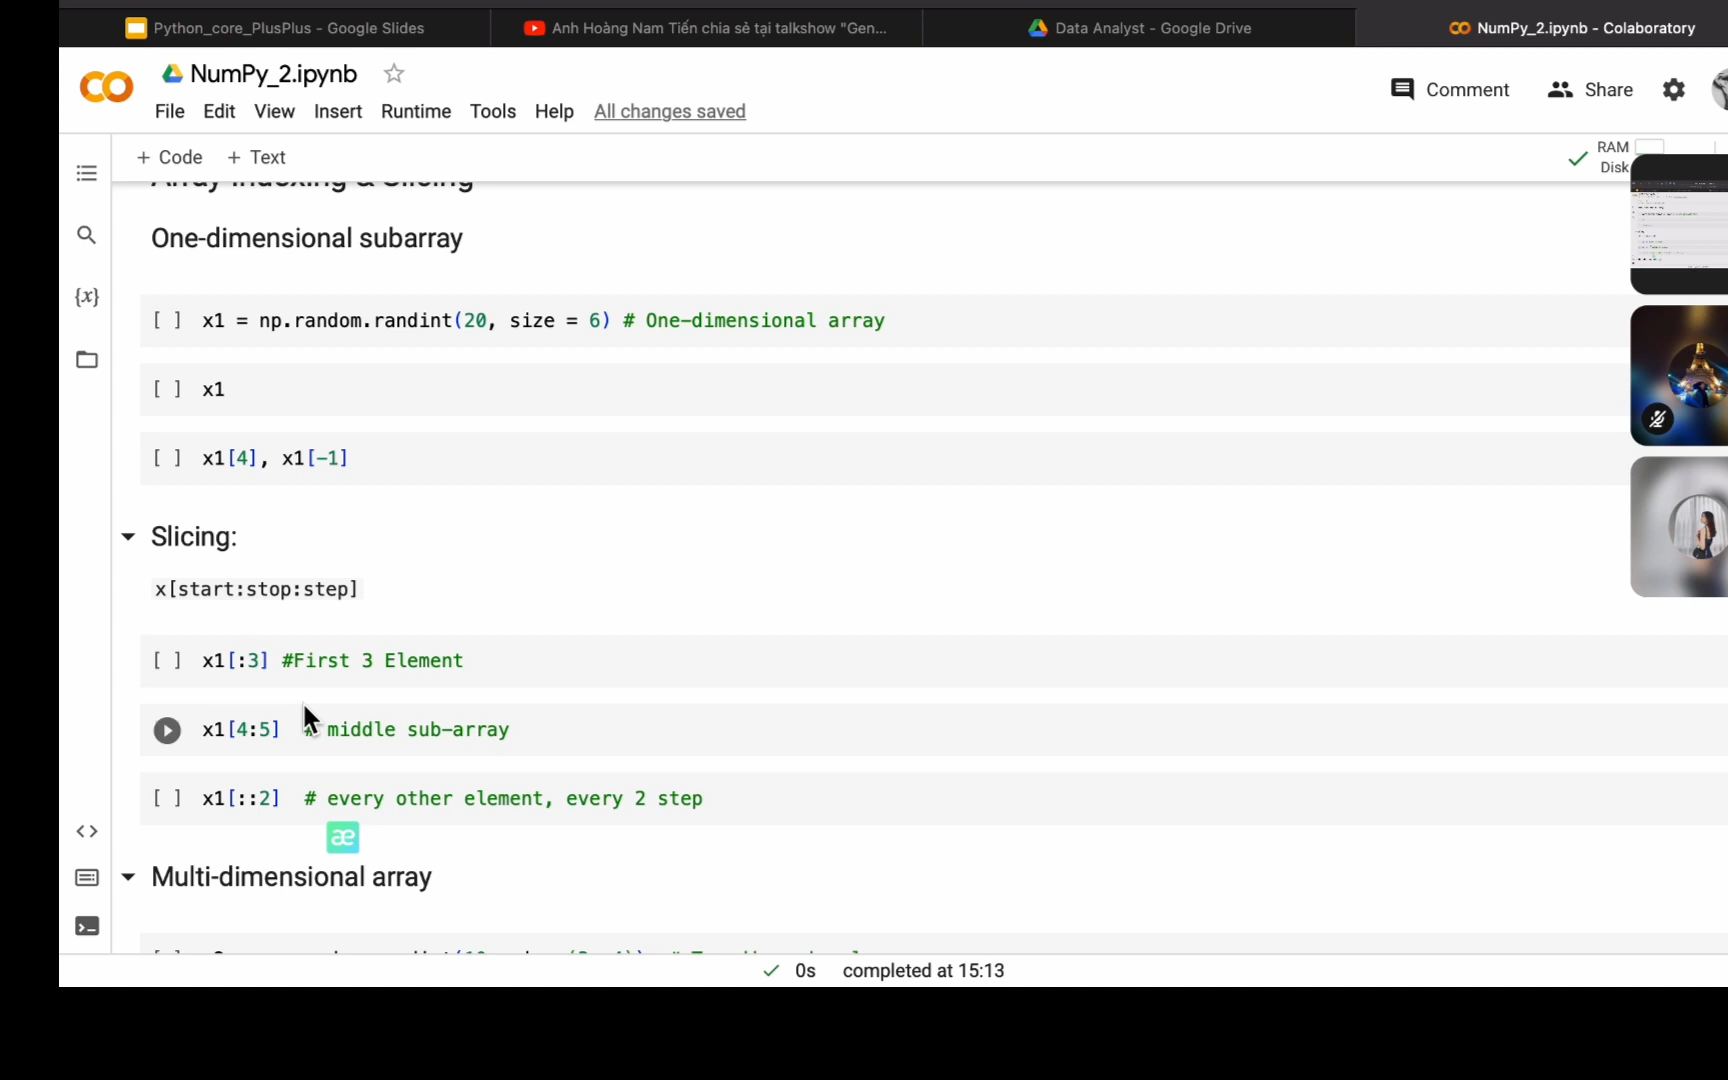 Python_core_PlusPlus - Google Slides
Anh Hoàng Nam Tiến chia sẻ tại talkshow "Gen...
Data Analyst - Google Drive
NumPy_2.ipynb - Colaboratory
NumPy_2.ipynb
Comment
Share
File Edit View Insert Runtime Tools Help All changes saved
+ Code + Text
RAM
Disk
Array Indexing & Slicing
One-dimensional subarray
[ ] x1 = np.random.randint(20, size = 6) # One-dimensional array
[ ] x1
[ ] x1[4], x1[-1]
Slicing:
x[start:stop:step]
[ ] x1[:3] #First 3 Element
x1[4:5] # middle sub-array
[ ] x1[::2] # every other element, every 2 step
æ
Multi-dimensional array
0s completed at 15:13